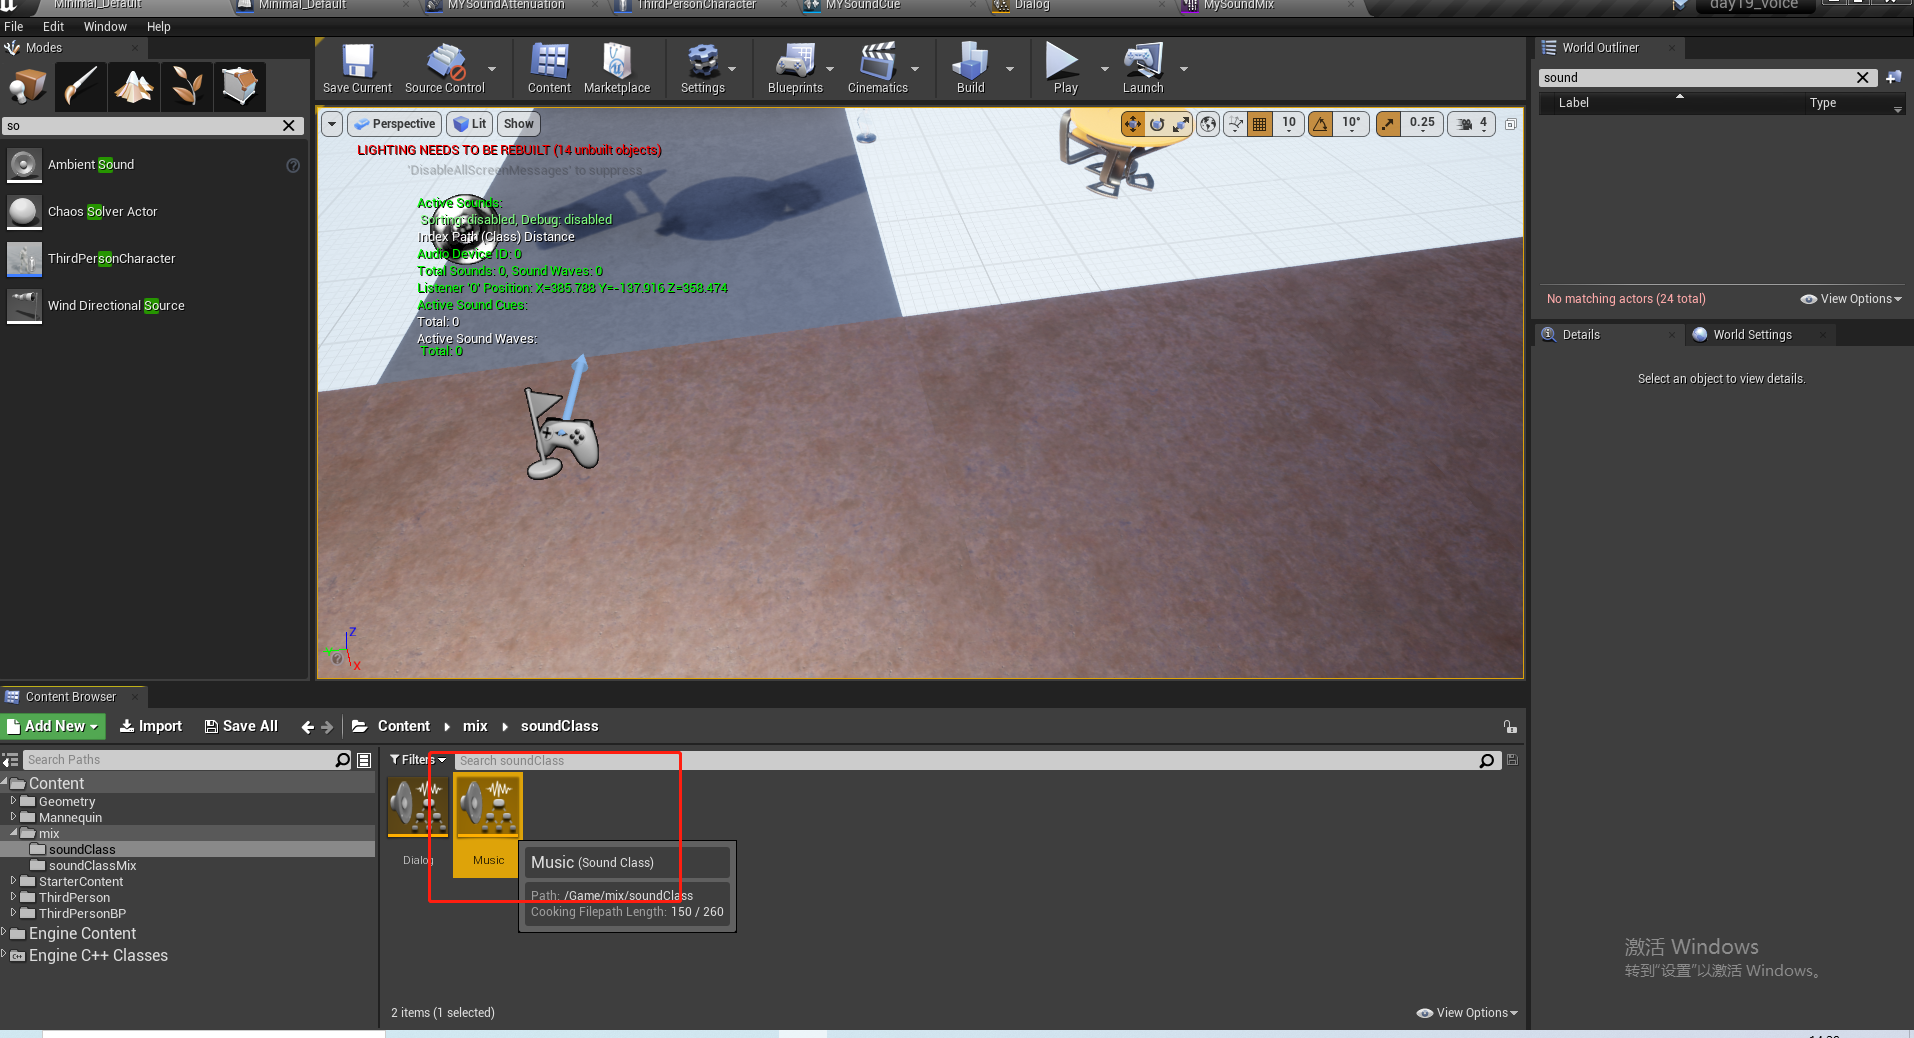 Minimal_Default
Minimal_Default
MYSoundAttenuation
ThirdPersonCharacter
MYSoundCue
Dialog
MySoundMix
day19_voice
File Edit Window Help
Modes
so
Ambient Sound
Chaos Solver Actor
ThirdPersonCharacter
Wind Directional Source
Save Current
Source Control
Content
Marketplace
Settings
Blueprints
Cinematics
Build
Play
Launch
Perspective
Lit
Show
10
10°
0.25
4
LIGHTING NEEDS TO BE REBUILT (14 unbuilt objects)
'DisableAllScreenMessages' to suppress
Active Sounds:
Sorting: disabled, Debug: disabled
Index Path (Class) Distance
Audio Device ID: 0
Total Sounds: 0, Sound Waves: 0
Listener '0' Position: X=385.788 Y=-137.916 Z=358.474
Active Sound Cues:
Total: 0
Active Sound Waves:
Total: 0
Z
X
World Outliner
sound
Label
Type
No matching actors (24 total)
View Options
Details
World Settings
Select an object to view details.
Content Browser
Add New
Import
Save All
Content
mix
soundClass
Search Paths
Content
Geometry
Mannequin
mix
soundClass
soundClassMix
StarterContent
ThirdPerson
ThirdPersonBP
Engine Content
Engine C++ Classes
Filters
Search soundClass
Dialog
Music
Music (Sound Class)
Path: /Game/mix/soundClass
Cooking Filepath Length: 150 / 260
2 items (1 selected)
View Options
激活 Windows
转到“设置”以激活 Windows。